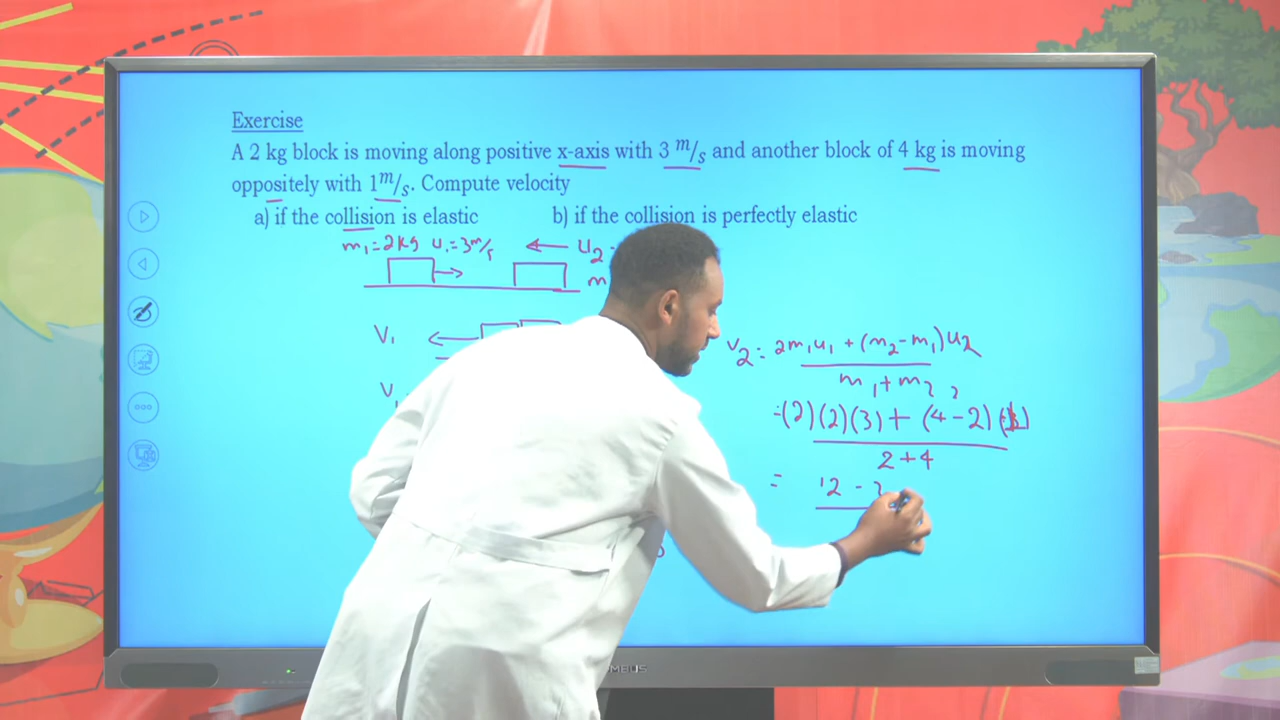 Exercise
A 2 kg block is moving along positive x-axis with 3 m/s and another block of 4 kg is moving
oppositely with 1 m/s. Compute velocity
a) if the collision is elastic b) if the collision is perfectly elastic
m₁=2kg u₁=3m/s ← u₂
m
V₁
V₂ = 2m₁u₁ + (m₂-m₁)u₂
m₁+m₂
=(2)(2)(3) + (4-2)
2+4
= 12 -